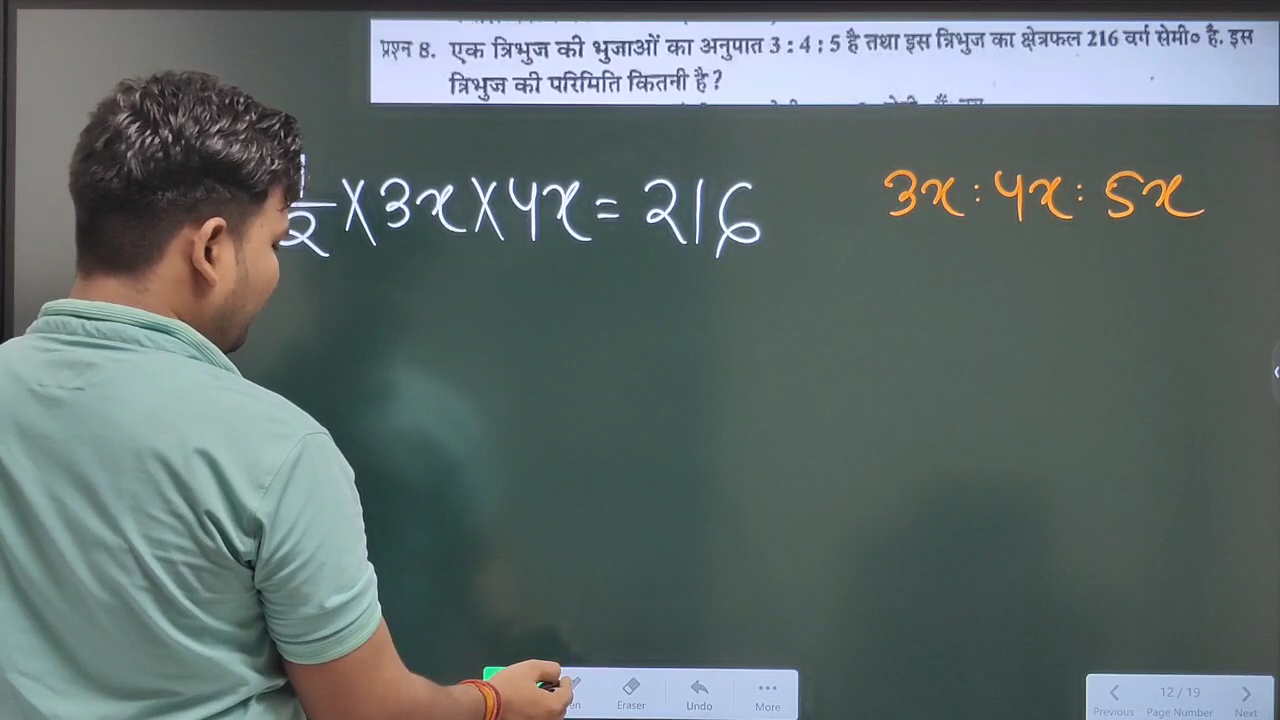 प्रश्न 8. एक त्रिभुज की भुजाओं का अनुपात 3 : 4 : 5 है तथा इस त्रिभुज का क्षेत्रफल 216 वर्ग सेमी० है. इस
त्रिभुज की परिमिति कितनी है ?
1/2 × 3x × 4x = 216
3x : 4x : 5x
Eraser
Undo
More
12 / 19
Previous Page Number Next